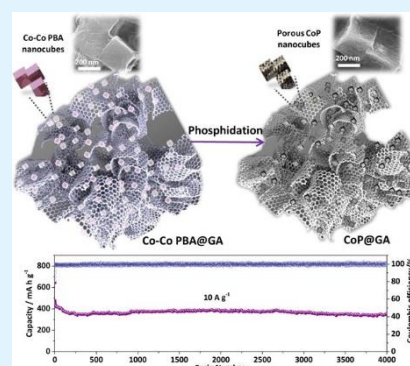 Co-Co PBA
nanocubes
200 nm
Porous CoP
nanocubes
200 nm
Phosphidation
Co-Co PBA@GA
CoP@GA
Capacity / mA h g⁻¹
800
600
400
200
0
10 A g⁻¹
100
80
60
40
20
0
0
500
1000
1500
2000
2500
3000
3500
4000